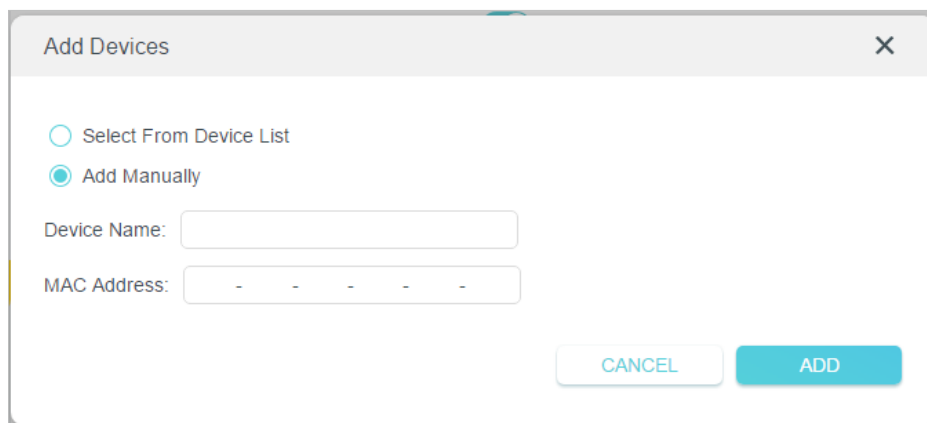 Add Devices
Select From Device List
Add Manually
Device Name:
MAC Address: - - - - -
CANCEL ADD